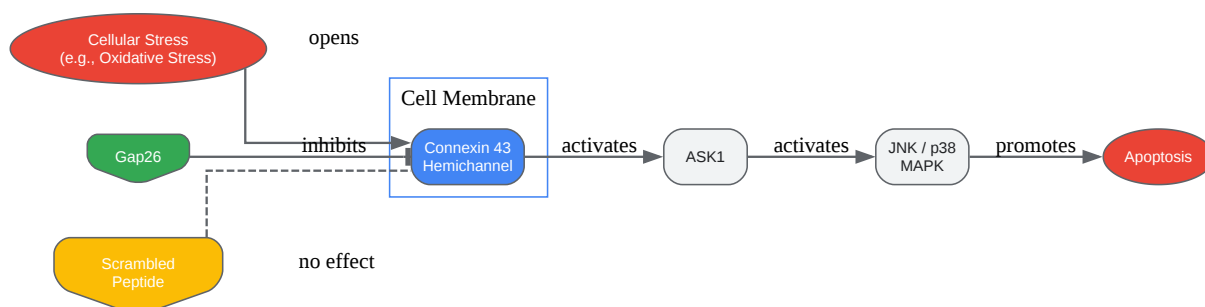 Cellular Stress
(e.g., Oxidative Stress)
opens
Cell Membrane
Gap26
inhibits
Connexin 43
Hemichannel
activates
ASK1
activates
JNK / p38
MAPK
promotes
Apoptosis
Scrambled
Peptide
no effect